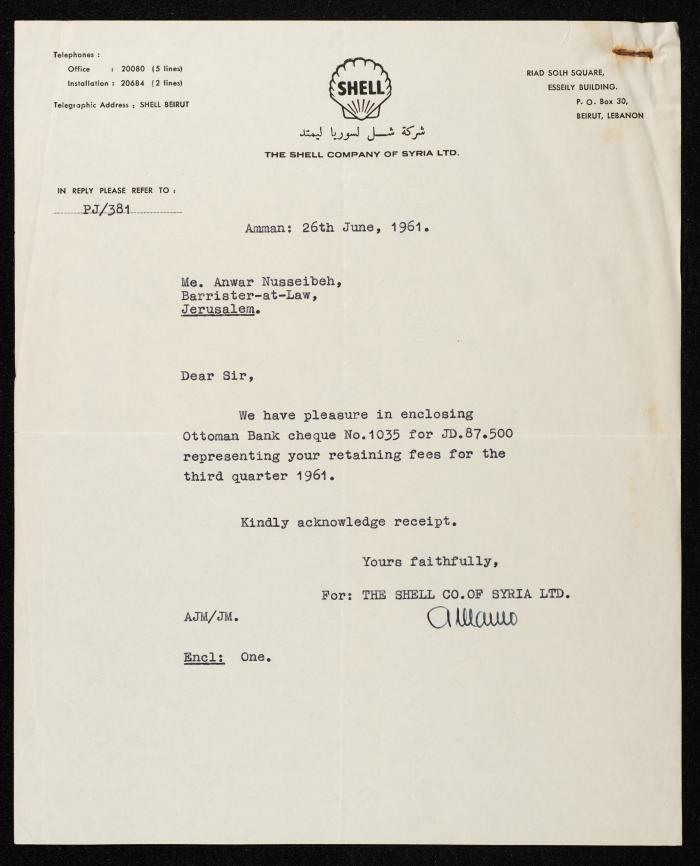 Telephones :
Office : 20080 (5 lines)
Installation : 20684 (2 lines)
Telegraphic Address : SHELL BEIRUT
SHELL
شركة شـل لسوريا ليمتد
THE SHELL COMPANY OF SYRIA LTD.
RIAD SOLH SQUARE,
ESSEILY BUILDING.
P. O. Box 30,
BEIRUT, LEBANON
IN REPLY PLEASE REFER TO :
PJ/381
Amman: 26th June, 1961.
Me. Anwar Nusseibeh,
Barrister-at-Law,
Jerusalem.
Dear Sir,
We have pleasure in enclosing
Ottoman Bank cheque No.1035 for JD.87.500
representing your retaining fees for the
third quarter 1961.
Kindly acknowledge receipt.
Yours faithfully,
For: THE SHELL CO.OF SYRIA LTD.
AJM/JM.
Encl: One.